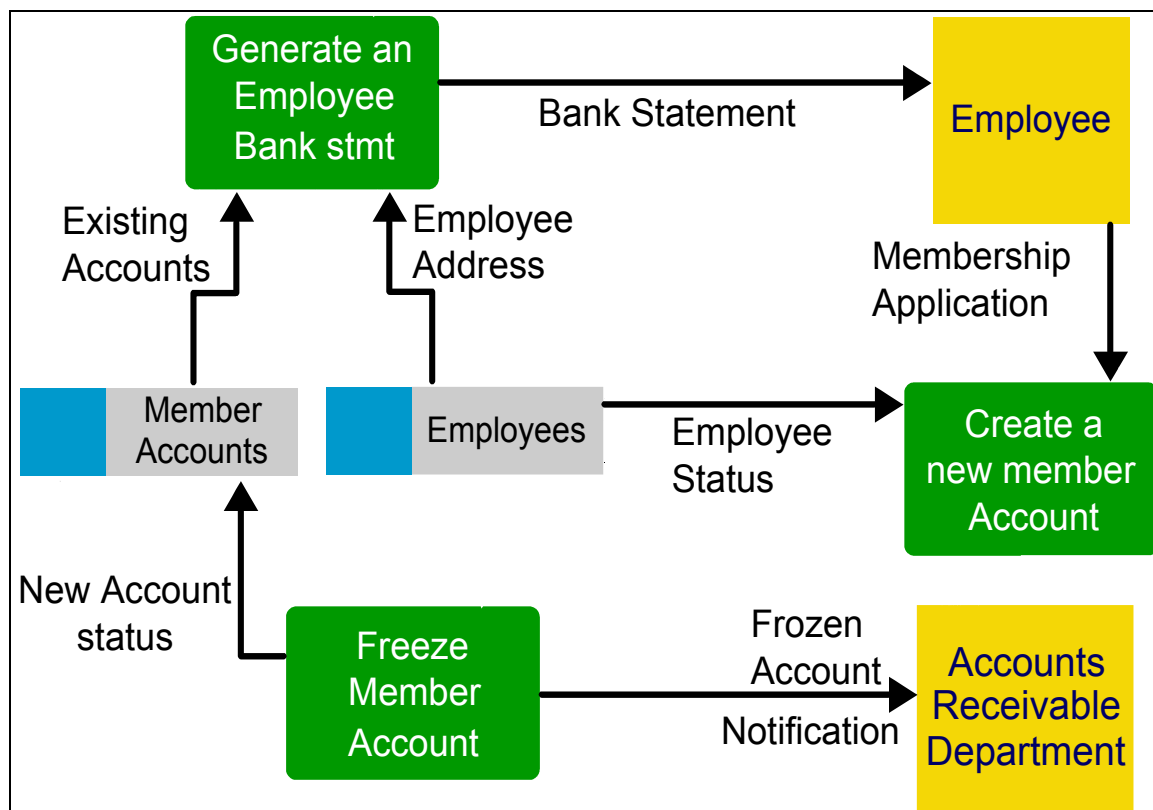 Generate an
Employee
Bank stmt
Bank Statement
Employee
Existing
Accounts
Employee
Address
Membership
Application
Member
Accounts
Employees
Employee
Status
Create a
new member
Account
New Account
status
Freeze
Member
Account
Frozen
Account
Notification
Accounts
Receivable
Department